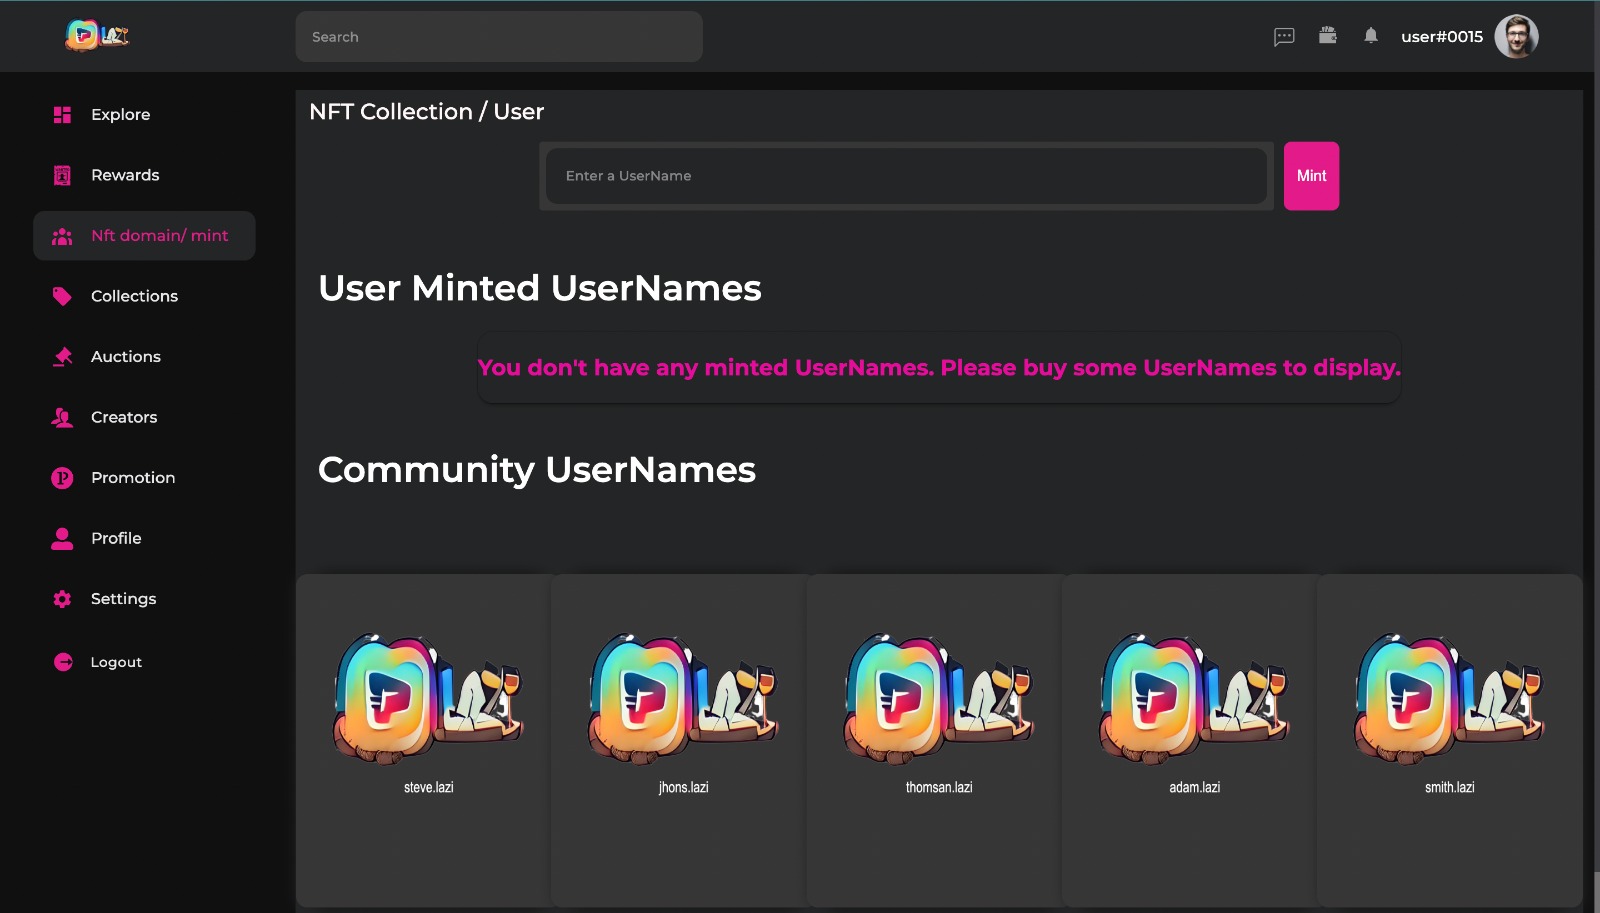 Search
user#0015
Explore
Rewards
Nft domain/ mint
Collections
Auctions
Creators
Promotion
Profile
Settings
Logout
NFT Collection / User
Enter a UserName
Mint
User Minted UserNames
You don't have any minted UserNames. Please buy some UserNames to display.
Community UserNames
steve.lazi
jhons.lazi
thomsan.lazi
adam.lazi
smith.lazi